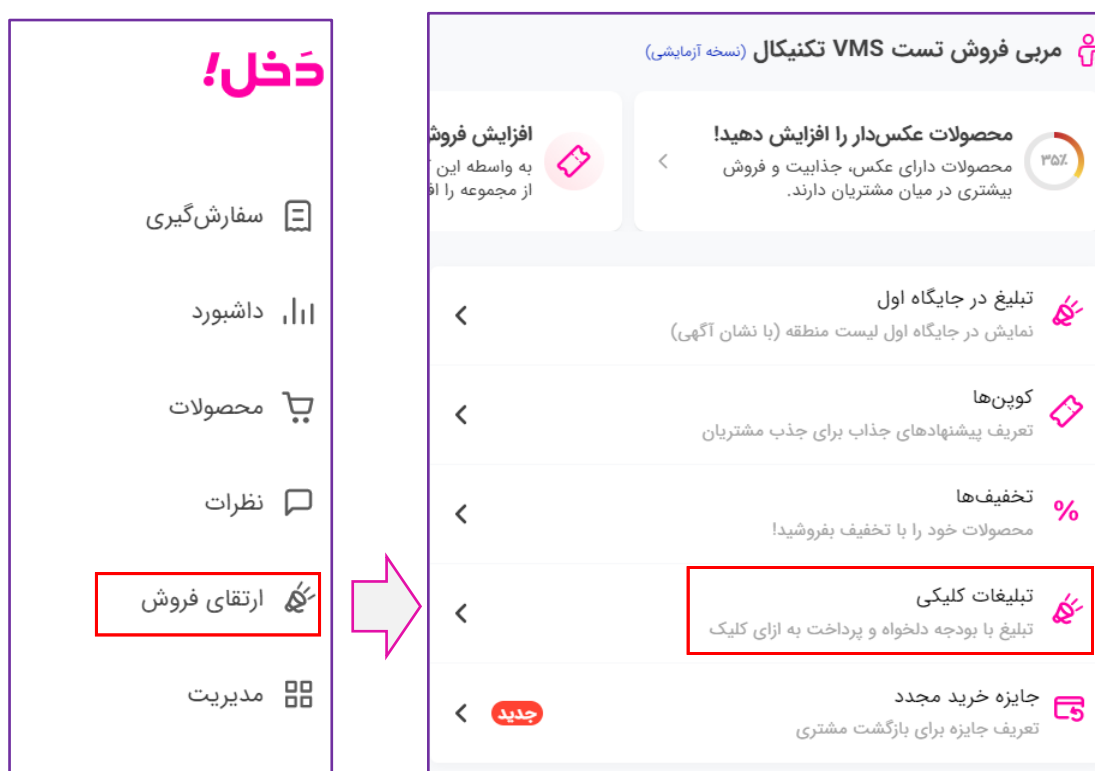 دَخل!
سفارش‌گیری
داشبورد
محصولات
نظرات
ارتقای فروش
مدیریت
مربی فروش تست VMS تکنیکال (نسخه آزمایشی)
۳۵٪
محصولات عکس‌دار را افزایش دهید!
محصولات دارای عکس، جذابیت و فروش
بیشتری در میان مشتریان دارند.
افزایش فروش
به واسطه این
از مجموعه را
تبلیغ در جایگاه اول
نمایش در جایگاه اول لیست منطقه (با نشان آگهی)
کوپن‌ها
تعریف پیشنهادهای جذاب برای جذب مشتریان
تخفیف‌ها
%
محصولات خود را با تخفیف بفروشید!
تبلیغات کلیکی
تبلیغ با بودجه دلخواه و پرداخت به ازای کلیک
جایزه خرید مجدد
جدید
تعریف جایزه برای بازگشت مشتری